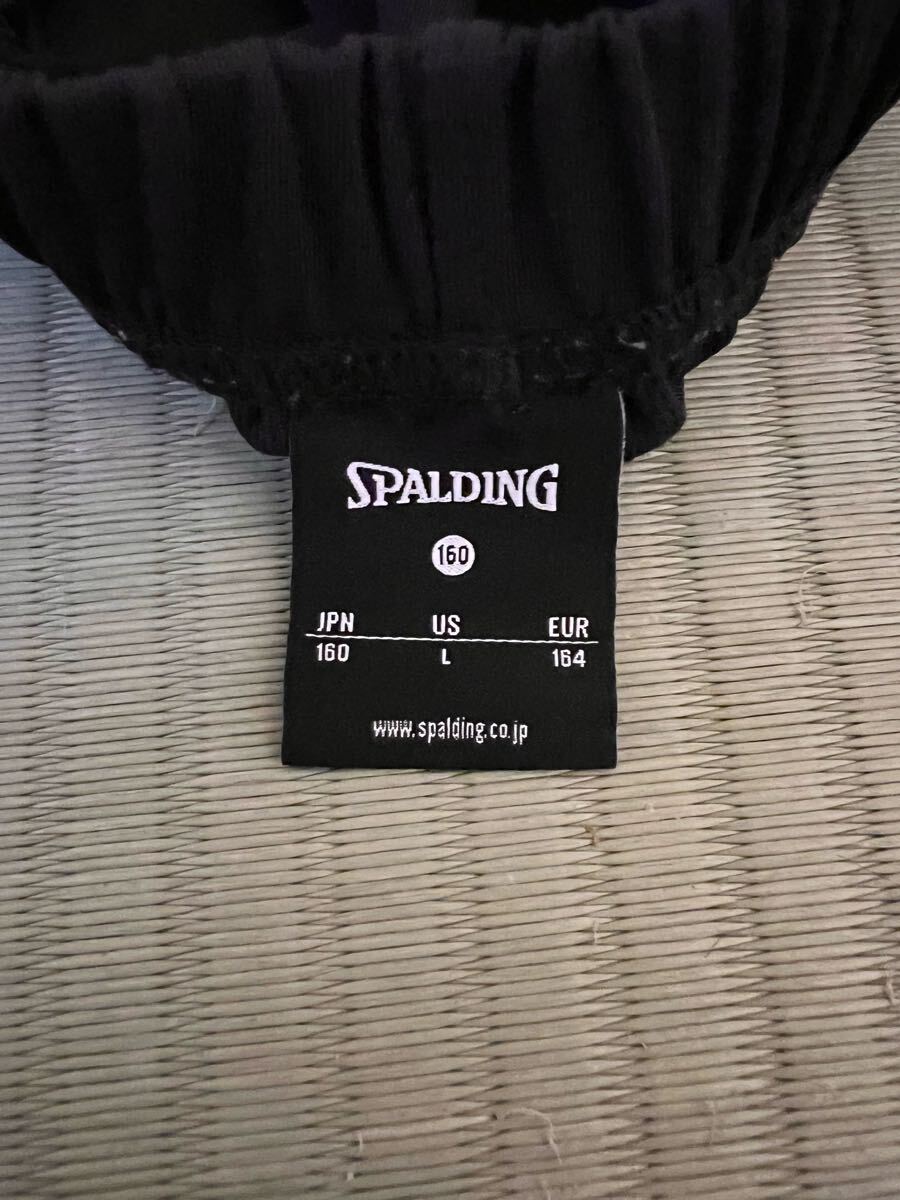 SPALDING
160
JPN US EUR
160 L 164
www.spalding.co.jp